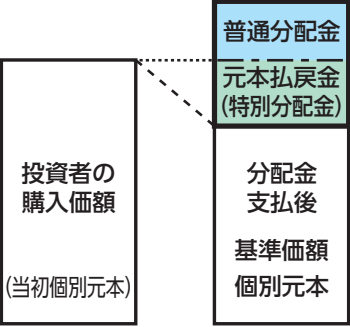 普通分配金
元本払戻金
(特別分配金)
投資者の
購入価額
(当初個別元本)
分配金
支払後
基準価額
個別元本